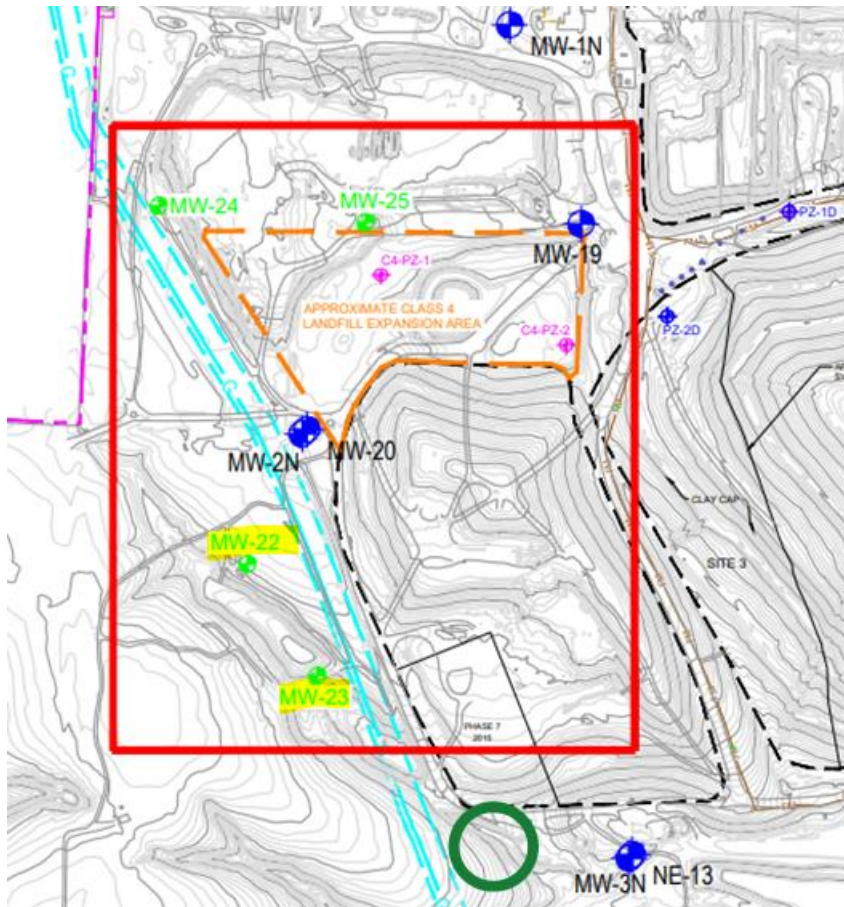 MW-1N
MW-24
MW-25
MW-19
PZ-1D
C4-PZ-1
APPROXIMATE CLASS 4
LANDFILL EXPANSION AREA
C4-PZ-2
PZ-2D
MW-20
MW-2N
CLAY CAP
MW-22
SITE 3
MW-23
PHASE 7
2015
MW-3N
NE-13